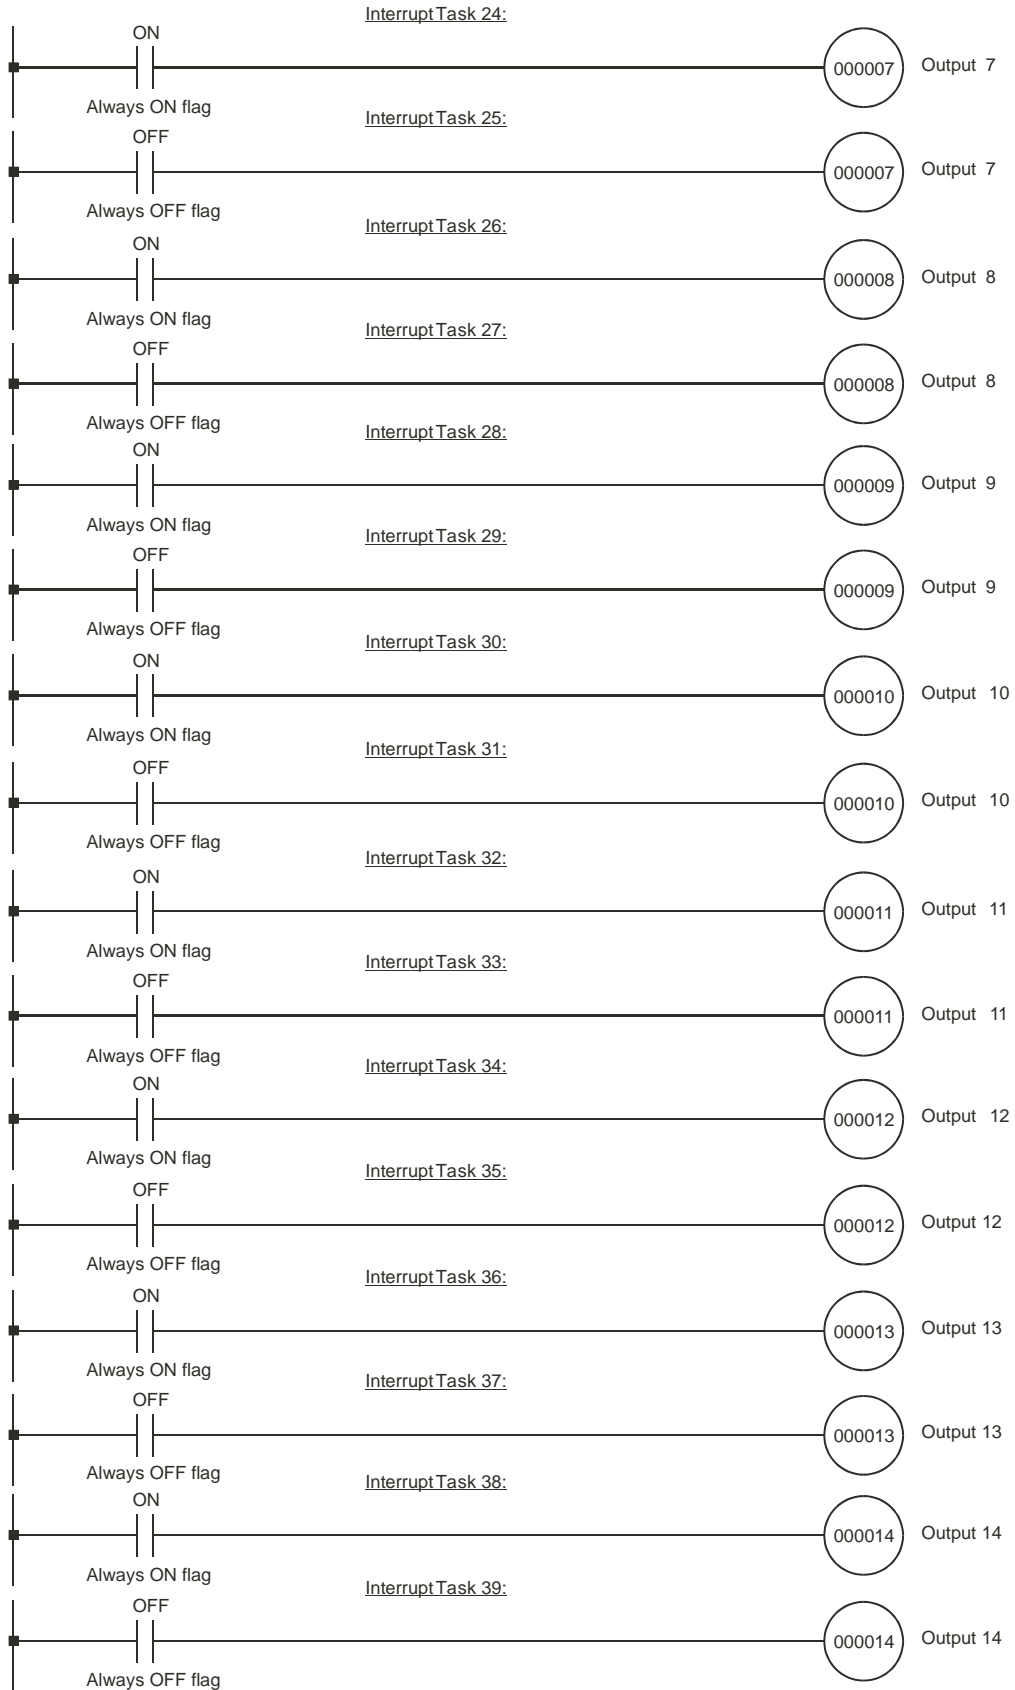 Interrupt Task 24:
ON
000007 Output 7
Always ON flag
Interrupt Task 25:
OFF
000007 Output 7
Always OFF flag
Interrupt Task 26:
ON
000008 Output 8
Always ON flag
Interrupt Task 27:
OFF
000008 Output 8
Always OFF flag
Interrupt Task 28:
ON
000009 Output 9
Always ON flag
Interrupt Task 29:
OFF
000009 Output 9
Always OFF flag
Interrupt Task 30:
ON
000010 Output 10
Always ON flag
Interrupt Task 31:
OFF
000010 Output 10
Always OFF flag
Interrupt Task 32:
ON
000011 Output 11
Always ON flag
Interrupt Task 33:
OFF
000011 Output 11
Always OFF flag
Interrupt Task 34:
ON
000012 Output 12
Always ON flag
Interrupt Task 35:
OFF
000012 Output 12
Always OFF flag
Interrupt Task 36:
ON
000013 Output 13
Always ON flag
Interrupt Task 37:
OFF
000013 Output 13
Always OFF flag
Interrupt Task 38:
ON
000014 Output 14
Always ON flag
Interrupt Task 39:
OFF
000014 Output 14
Always OFF flag